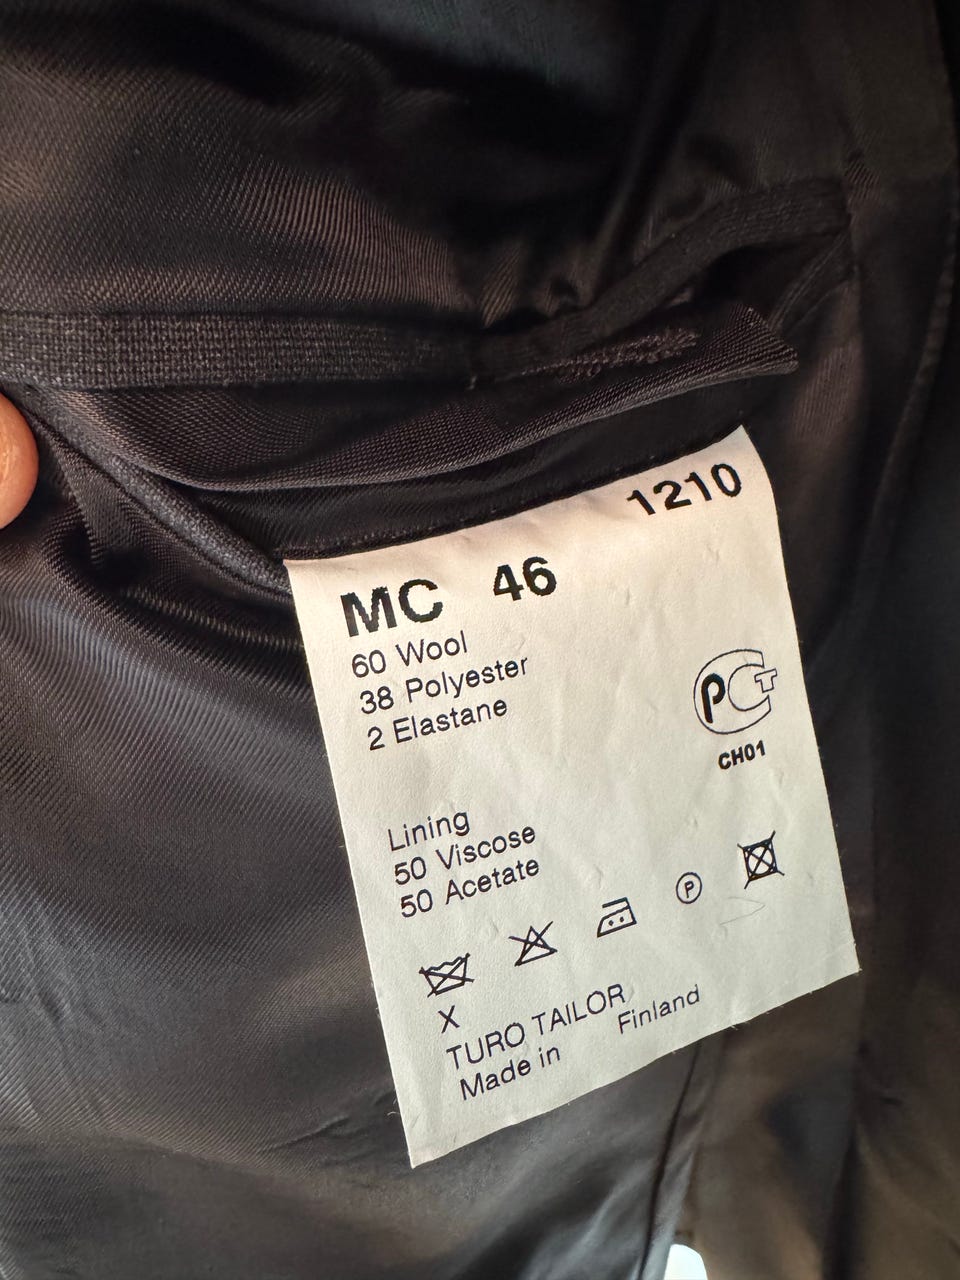 1210
MC 46
60 Wool
38 Polyester
2 Elastane
РСТ
CH01
Lining
50 Viscose
50 Acetate
P
X
TURO TAILOR
Made in Finland